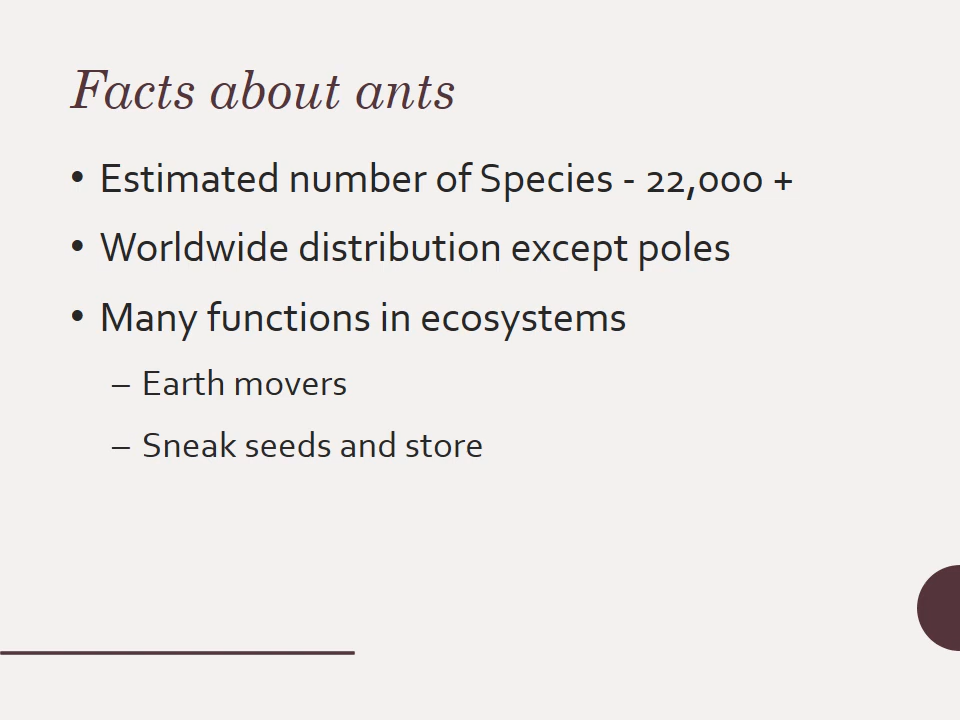 Facts about ants
• Estimated number of Species - 22,000 +
• Worldwide distribution except poles
• Many functions in ecosystems
– Earth movers
– Sneak seeds and store